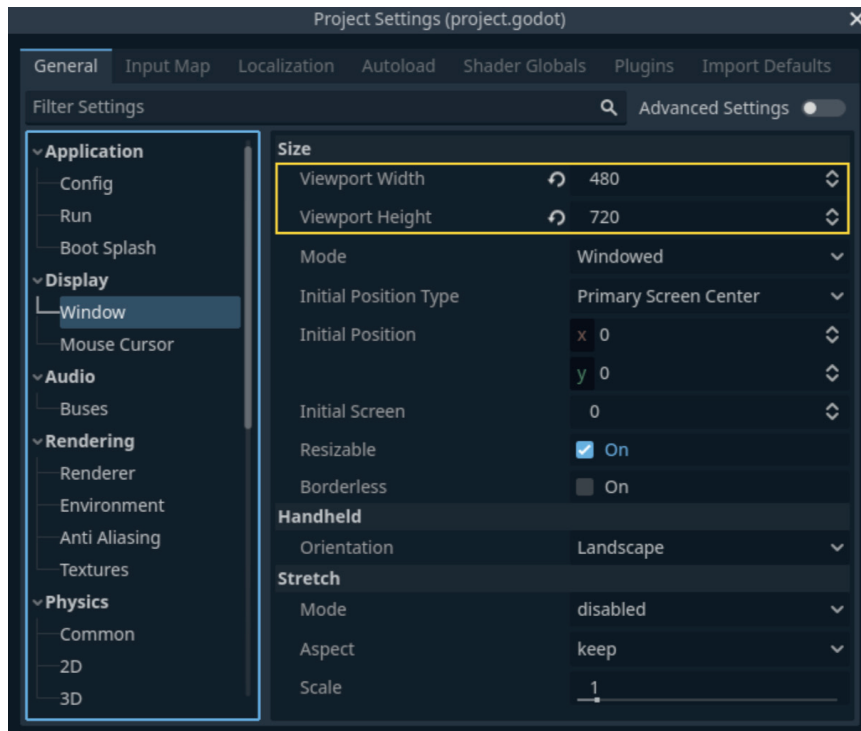 Project Settings (project.godot)
General Input Map Localization Autoload Shader Globals Plugins Import Defaults
Filter Settings Advanced Settings
Application
Config
Run
Boot Splash
Display
Window
Mouse Cursor
Audio
Buses
Rendering
Renderer
Environment
Anti Aliasing
Textures
Physics
Common
2D
3D
Size
Viewport Width 480
Viewport Height 720
Mode Windowed
Initial Position Type Primary Screen Center
Initial Position x 0
y 0
Initial Screen 0
Resizable On
Borderless On
Handheld
Orientation Landscape
Stretch
Mode disabled
Aspect keep
Scale 1